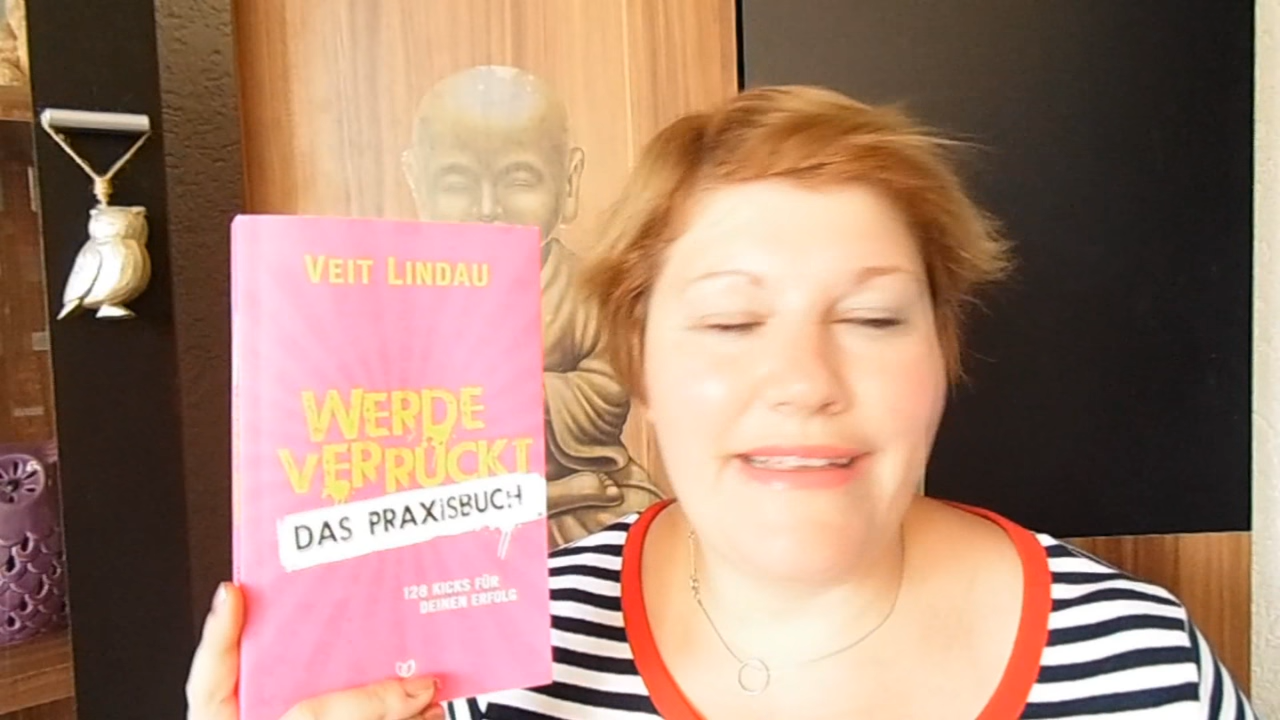 VEIT LINDAU
WERDE
VERRÜCKT
DAS PRAXISBUCH
128 KICKS FÜR
DEINEN ERFOLG